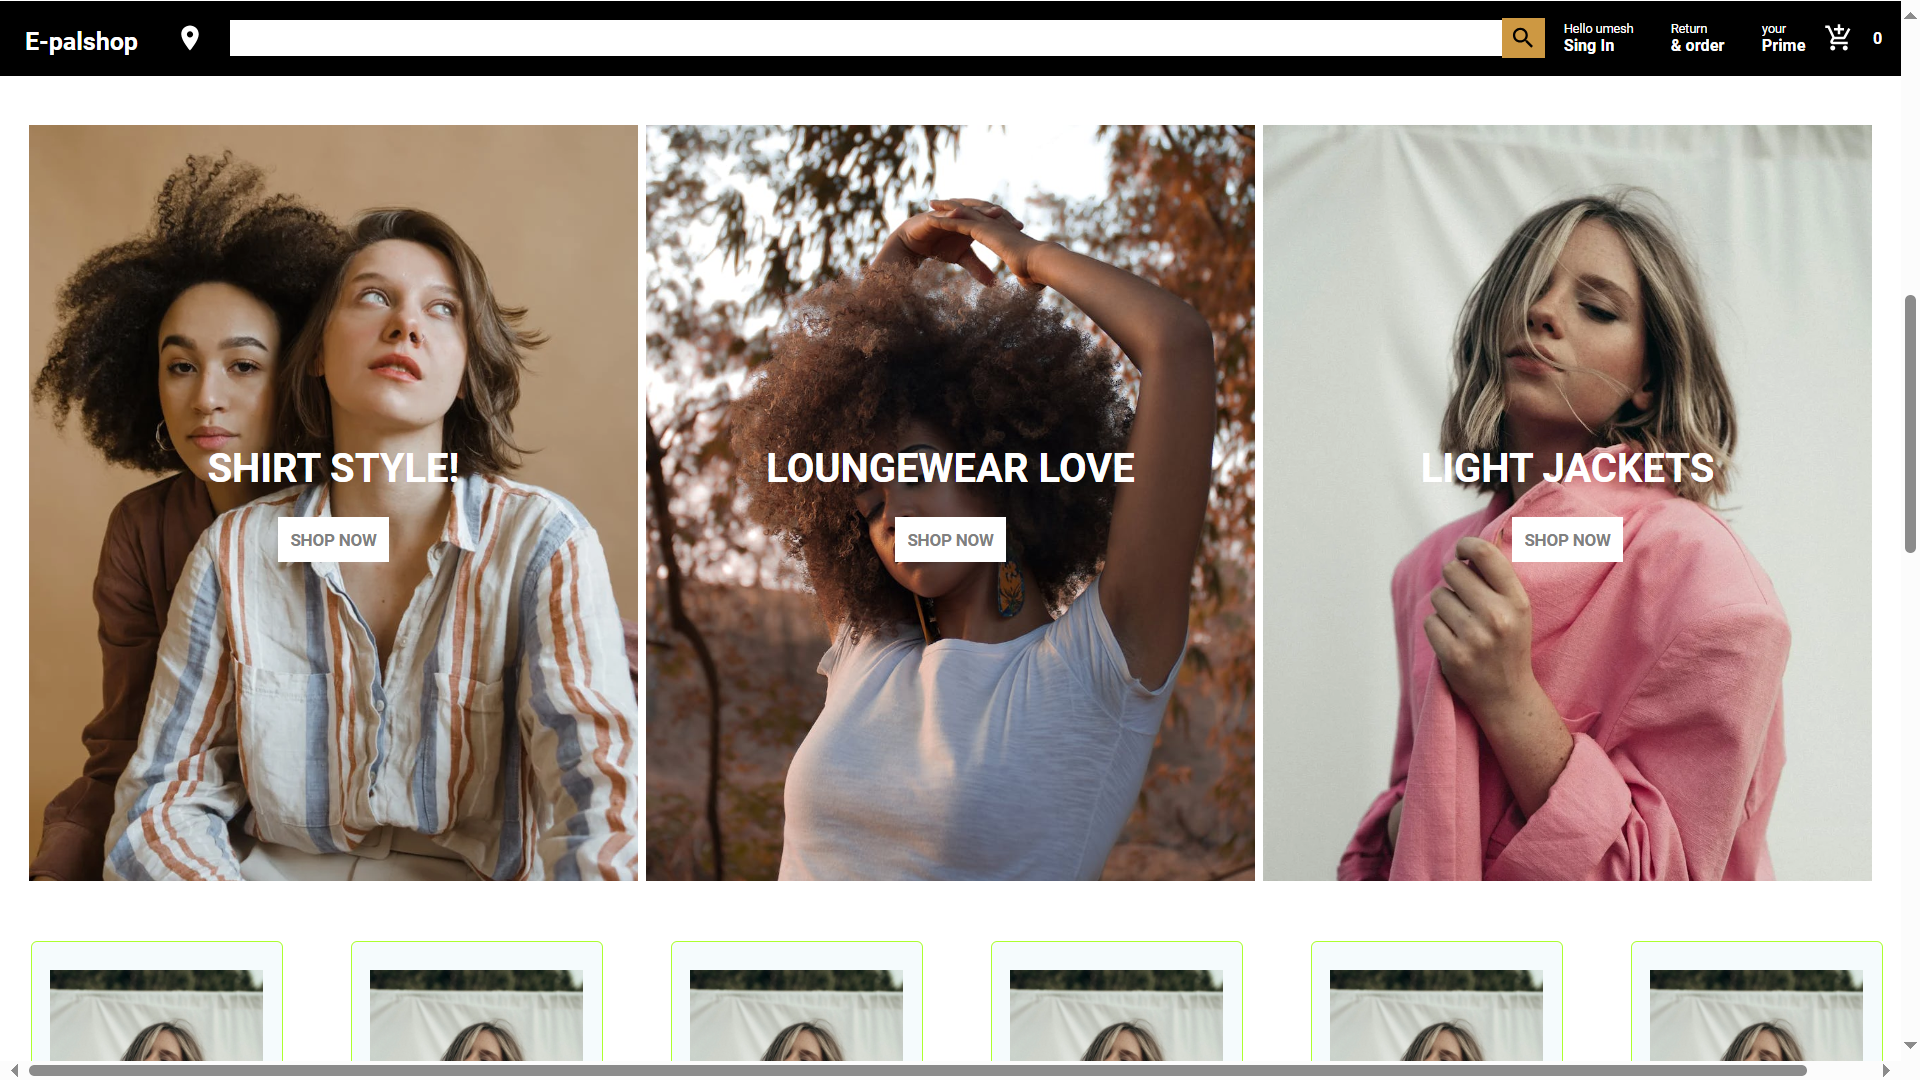 E-palshop
Hello umesh
Sing In
Return
& order
your
Prime
0
SHIRT STYLE!
SHOP NOW
LOUNGEWEAR LOVE
SHOP NOW
LIGHT JACKETS
SHOP NOW